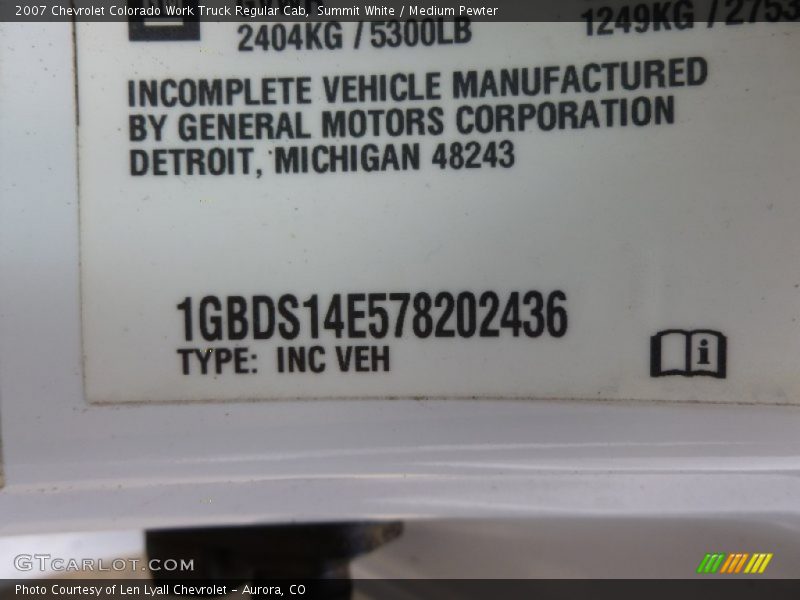 2007 Chevrolet Colorado Work Truck Regular Cab, Summit White / Medium Pewter
2404KG / 5300LB
1249KG / 2753
INCOMPLETE VEHICLE MANUFACTURED
BY GENERAL MOTORS CORPORATION
DETROIT, MICHIGAN 48243
1GBDS14E578202436
TYPE: INC VEH
i
GTCARLOT.COM
Photo Courtesy of Len Lyall Chevrolet – Aurora, CO